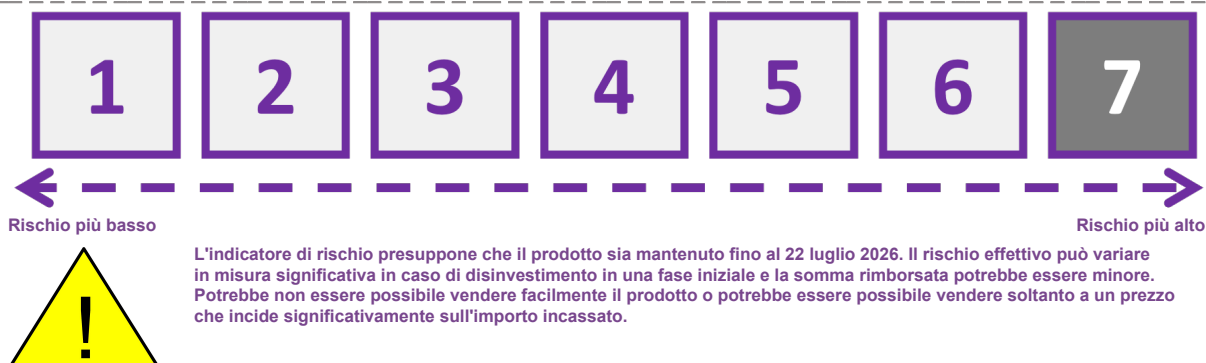 1 2 3 4 5 6 7
Rischio più basso Rischio più alto
L'indicatore di rischio presuppone che il prodotto sia mantenuto fino al 22 luglio 2026. Il rischio effettivo può variare
in misura significativa in caso di disinvestimento in una fase iniziale e la somma rimborsata potrebbe essere minore.
Potrebbe non essere possibile vendere facilmente il prodotto o potrebbe essere possibile vendere soltanto a un prezzo
che incide significativamente sull'importo incassato.
!